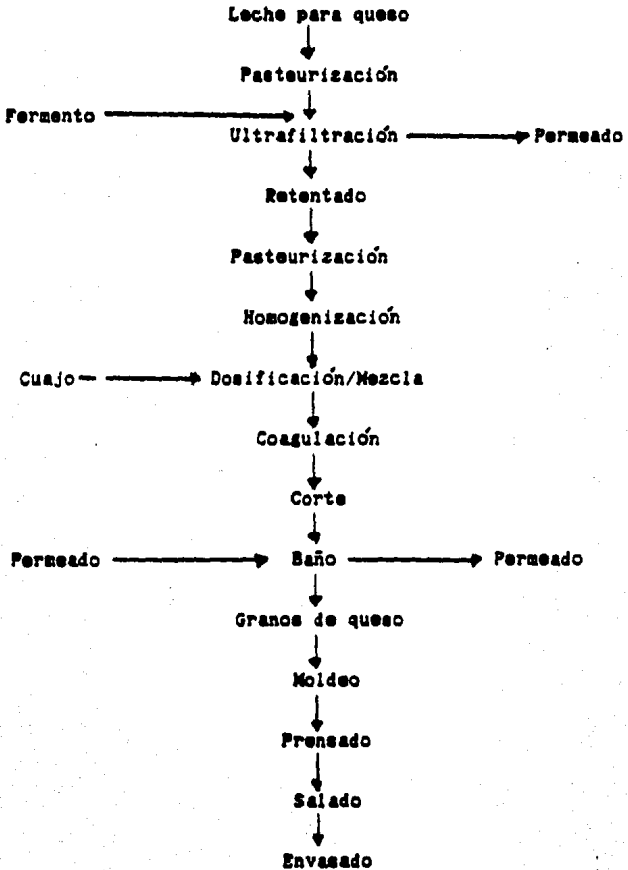 Leche para queso
Pasteurización
Fermento
Ultrafiltración Permeado
Retentado
Pasteurización
Homogenización
Cuajo Dosificación/Mezcla
Coagulación
Corte
Permeado Baño Permeado
Granos de queso
Moldeo
Prensado
Salado
Envasado